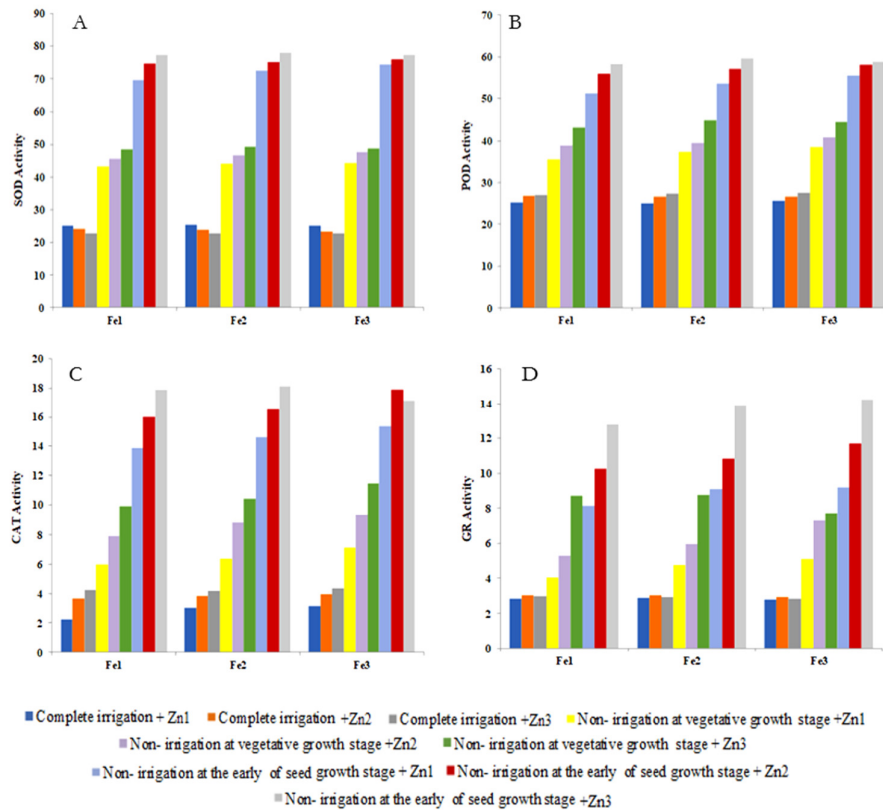 A
SOD Activity
90
80
70
60
50
40
30
20
10
0
Fe1 Fe2 Fe3
B
POD Activity
70
60
50
40
30
20
10
0
Fe1 Fe2 Fe3
C
CAT Activity
20
18
16
14
12
10
8
6
4
2
0
Fe1 Fe2 Fe3
D
GR Activity
16
14
12
10
8
6
4
2
0
Fe1 Fe2 Fe3
Complete irrigation + Zn1 Complete irrigation +Zn2 Complete irrigation +Zn3 Non- irrigation at vegetative growth stage +Zn1
Non- irrigation at vegetative growth stage +Zn2 Non- irrigation at vegetative growth stage + Zn3
Non- irrigation at the early of seed growth stage + Zn1 Non- irrigation at the early of seed growth stage + Zn2
Non- irrigation at the early of seed growth stage +Zn3